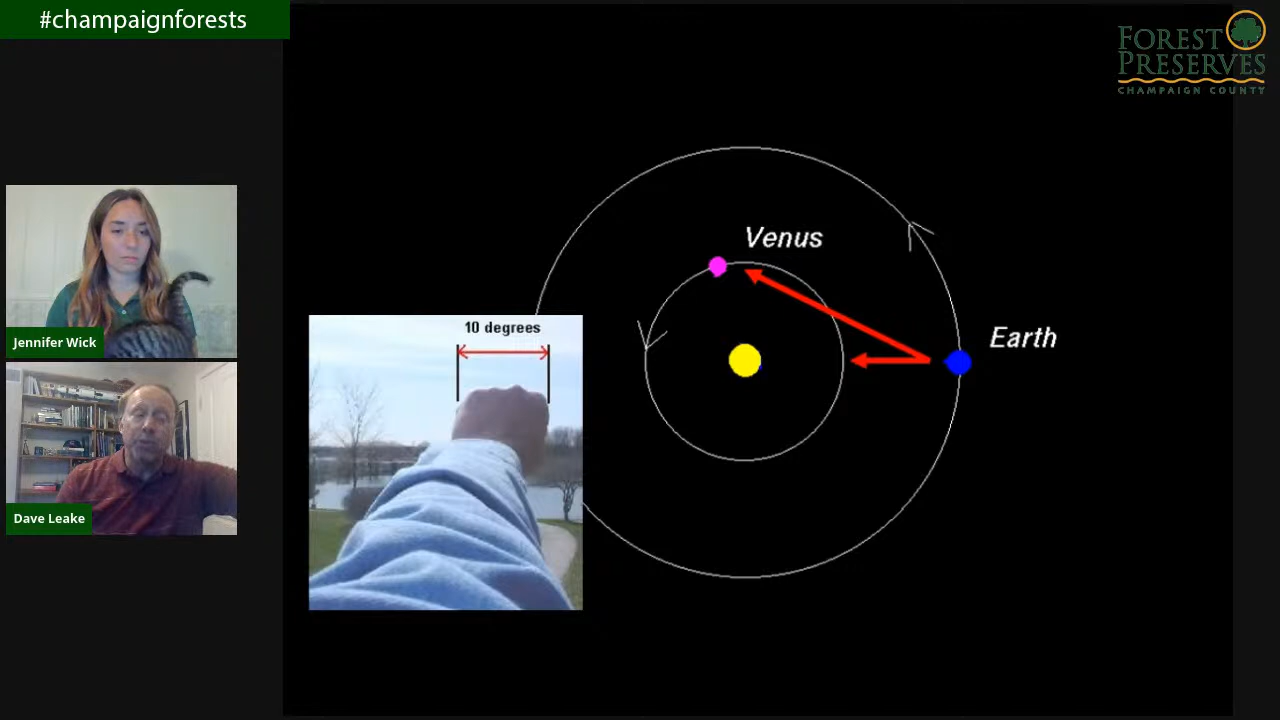 #champaignforests
FOREST
PRESERVES
CHAMPAIGN COUNTY
Venus
Earth
10 degrees
Jennifer Wick
Dave Leake